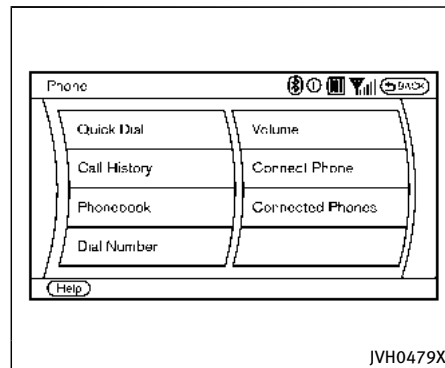 Phone
BACK
Quick Dial
Volume
Call History
Connect Phone
Phonebook
Connected Phones
Dial Number
Help
JVH0479X